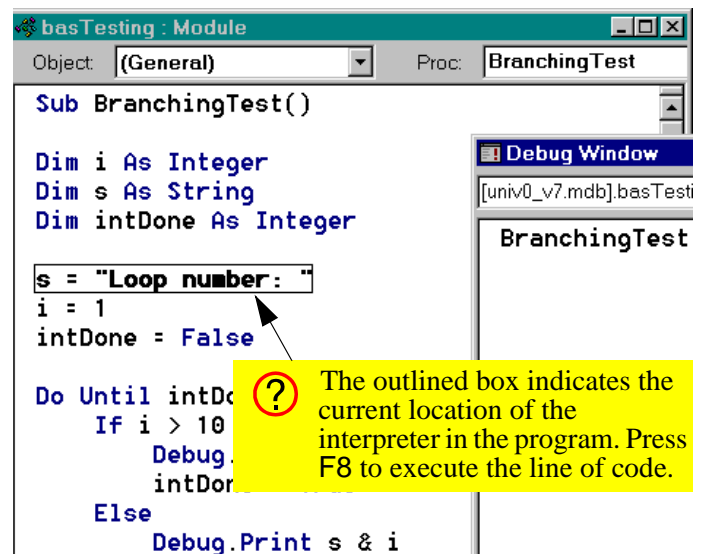 basTesting : Module
Object: (General) Proc: BranchingTest
Sub BranchingTest()
Dim i As Integer
Dim s As String
Dim intDone As Integer
s = "Loop number: "
i = 1
intDone = False
Do Until intDo
If i > 10
Debug.
intDon
Else
Debug.Print s & i
Debug Window
[univ0_v7.mdb].basTesti
BranchingTest
? The outlined box indicates the
current location of the
interpreter in the program. Press
F8 to execute the line of code.